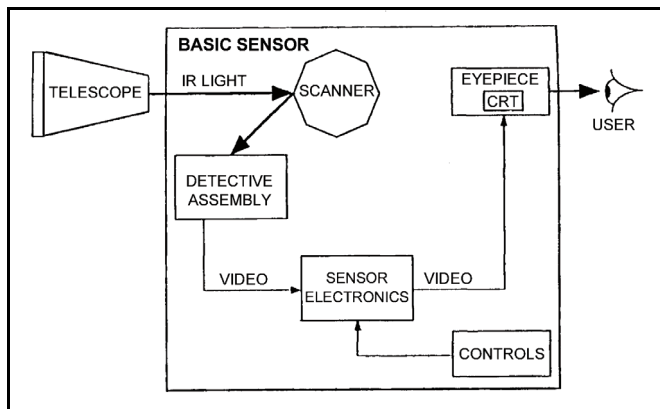 BASIC SENSOR
TELESCOPE
IR LIGHT
SCANNER
EYEPIECE
CRT
USER
DETECTIVE
ASSEMBLY
VIDEO
SENSOR
ELECTRONICS
VIDEO
CONTROLS